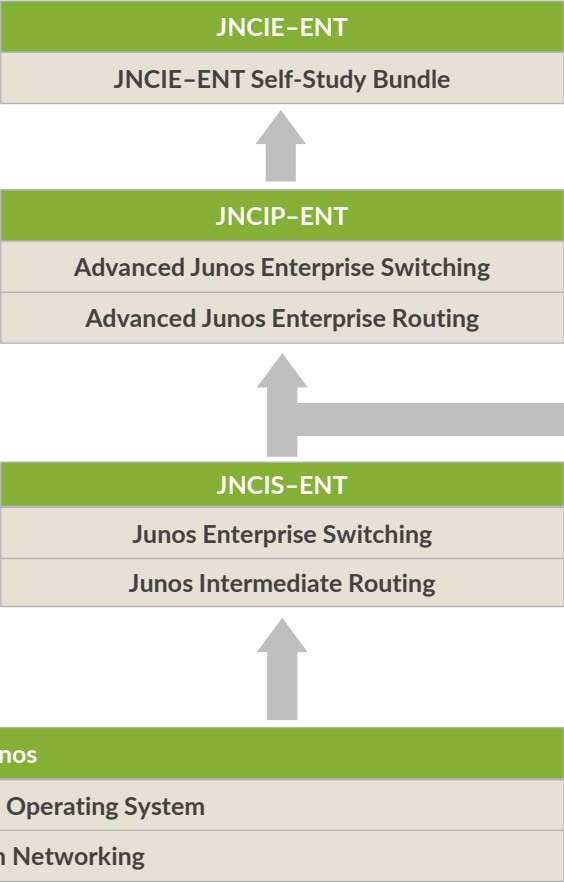 JNCIE–ENT
JNCIE–ENT Self-Study Bundle
JNCIP–ENT
Advanced Junos Enterprise Switching
Advanced Junos Enterprise Routing
JNCIS–ENT
Junos Enterprise Switching
Junos Intermediate Routing
nos
Operating System
n Networking